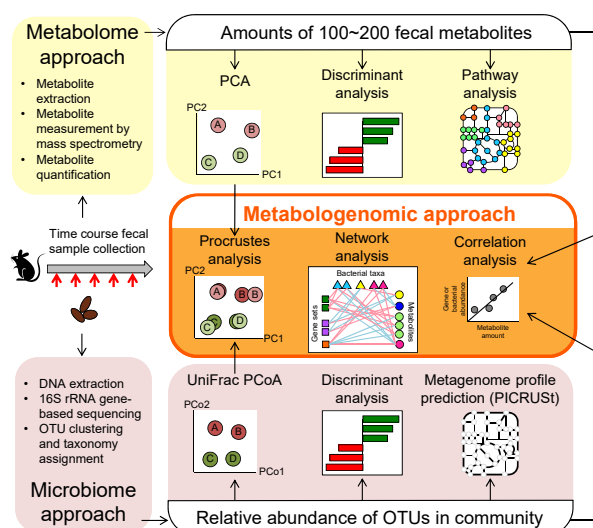 Metabolome
approach
• Metabolite
extraction
• Metabolite
measurement by
mass spectrometry
• Metabolite
quantification
Amounts of 100~200 fecal metabolites
PCA
PC2
A
B
C
D
PC1
Discriminant
analysis
Pathway
analysis
Time course fecal
sample collection
Metabologenomic approach
Procrustes
analysis
PC2
A
B
B
C
D
PC1
Network
analysis
Bacterial taxa
Gene sets
Metabolites
Correlation
analysis
Gene or
bacterial
abundance
Metabolite
amount
• DNA extraction
• 16S rRNA gene-
based sequencing
• OTU clustering
and taxonomy
assignment
Microbiome
approach
UniFrac PCoA
PCo2
A
B
C
D
PCo1
Discriminant
analysis
Metagenome profile
prediction (PICRUSt)
Relative abundance of OTUs in community